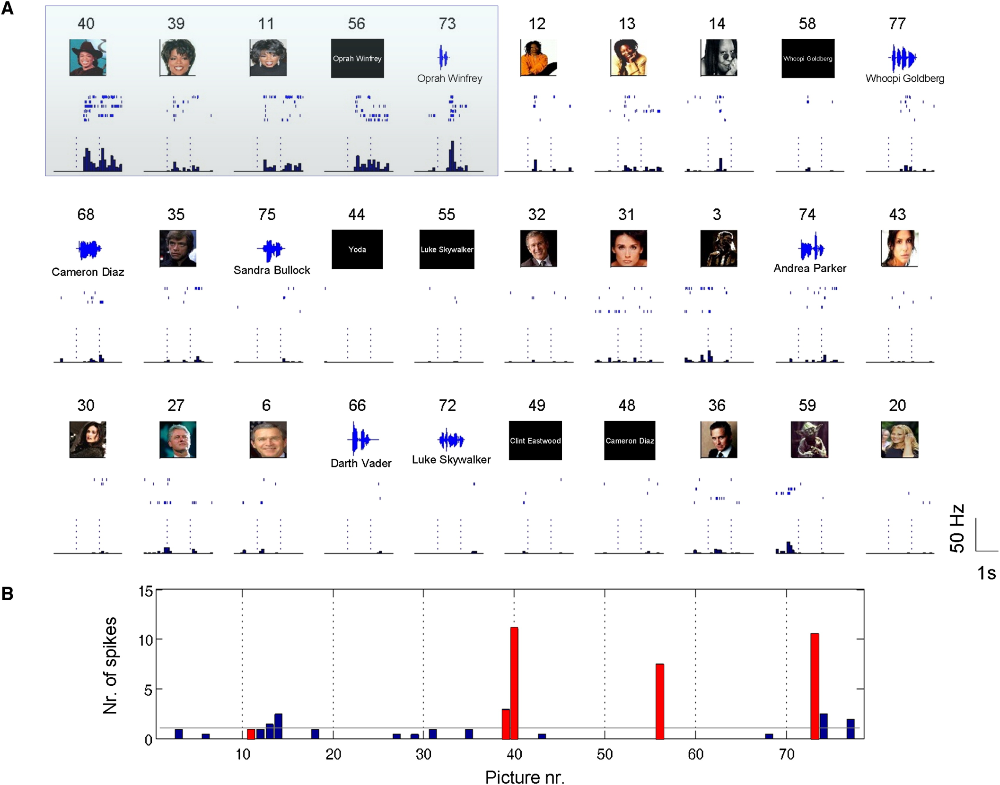 A
40 39 11 56 73 12 13 14 58 77
Oprah Winfrey
Whoopi Goldberg
Oprah Winfrey
Whoopi Goldberg
68 35 75 44 55 32 31 3 74 43
Yoda
Luke Skywalker
Cameron Diaz
Sandra Bullock
Andrea Parker
30 27 6 66 72 49 48 36 59 20
Clint Eastwood
Cameron Diaz
Darth Vader
Luke Skywalker
50 Hz
1s
B
15
10
5
0
Nr. of spikes
10 20 30 40 50 60 70
Picture nr.